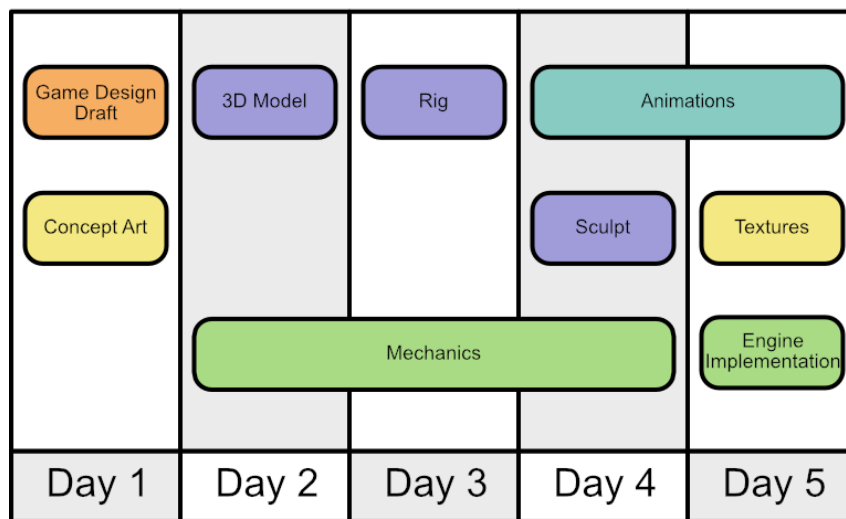 Game Design
Draft
3D Model
Rig
Animations
Concept Art
Sculpt
Textures
Mechanics
Engine
Implementation
Day 1
Day 2
Day 3
Day 4
Day 5